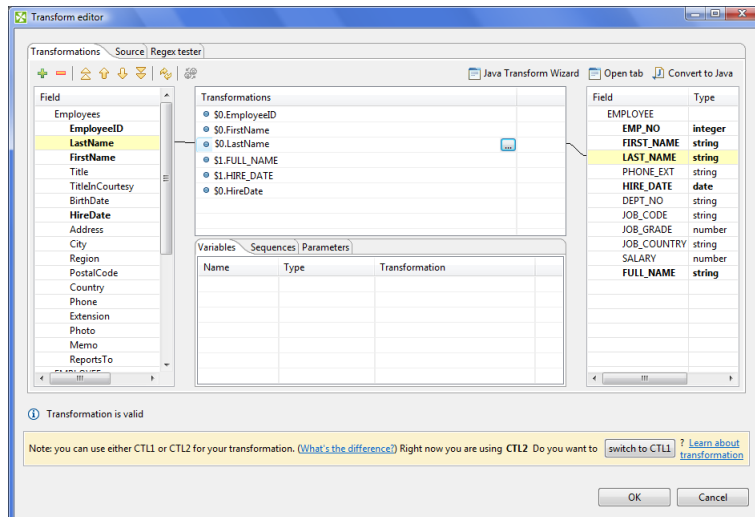 Transform editor
Transformations Source Regex tester
Java Transform Wizard Open tab Convert to Java
Field
Employees
EmployeeID
LastName
FirstName
Title
TitleInCourtesy
BirthDate
HireDate
Address
City
Region
PostalCode
Country
Phone
Extension
Photo
Memo
ReportsTo
Transformations
$0.EmployeeID
$0.FirstName
$0.LastName ...
$1.FULL_NAME
$1.HIRE_DATE
$0.HireDate
Variables Sequences Parameters
Name Type Transformation
Field Type
EMPLOYEE
EMP_NO integer
FIRST_NAME string
LAST_NAME string
PHONE_EXT string
HIRE_DATE date
DEPT_NO string
JOB_CODE string
JOB_GRADE number
JOB_COUNTRY string
SALARY number
FULL_NAME string
Transformation is valid
Note: you can use either CTL1 or CTL2 for your transformation. (What's the difference?) Right now you are using CTL2 Do you want to switch to CTL1 ? Learn about
transformation
OK Cancel